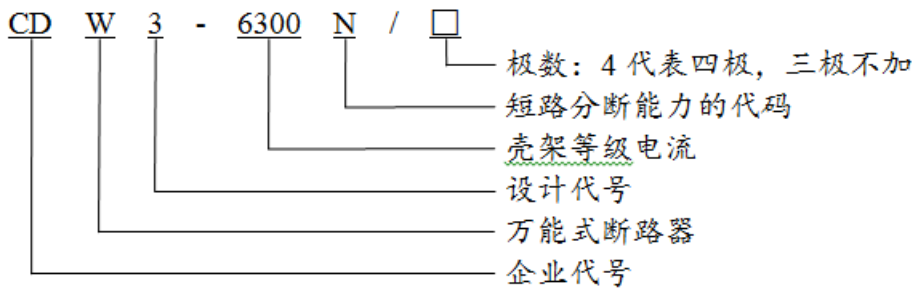 CD W 3 - 6300 N / □
极数：4 代表四极，三极不加
短路分断能力的代码
壳架等级电流
设计代号
万能式断路器
企业代号